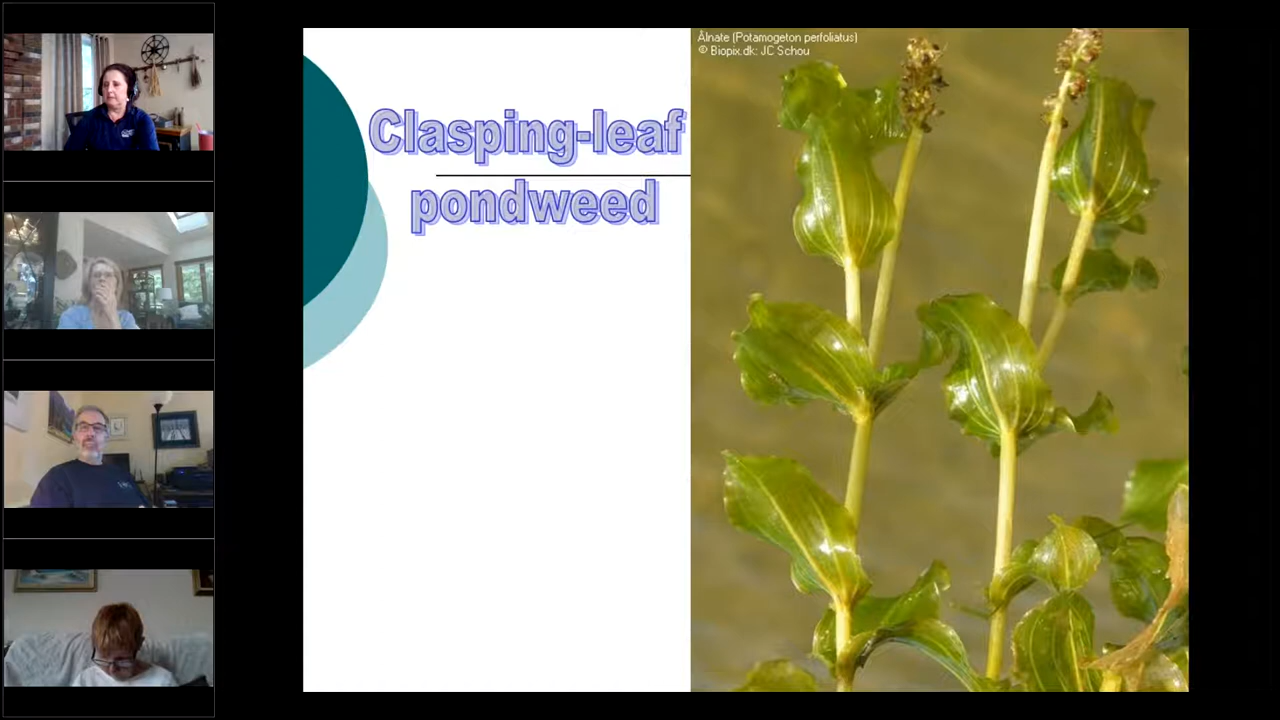 Clasping-leaf
pondweed
Ålnate (Potamogeton perfoliatus)
© Biopix.dk: JC Schou